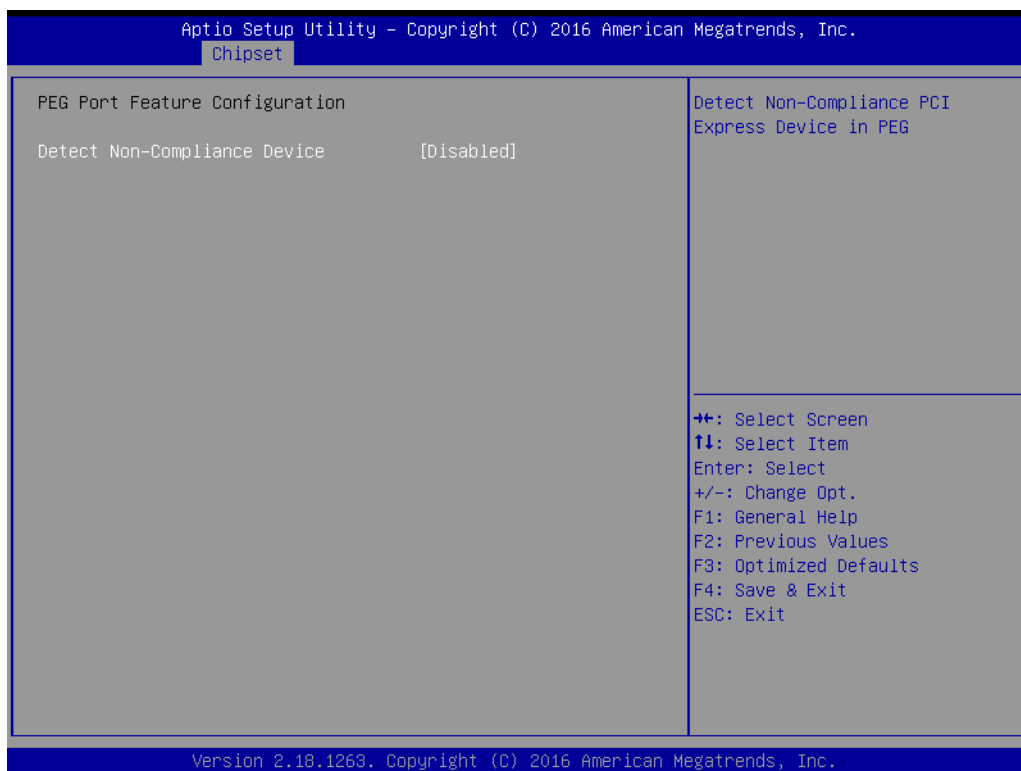 Aptio Setup Utility – Copyright (C) 2016 American Megatrends, Inc.
Chipset
PEG Port Feature Configuration
Detect Non-Compliance Device [Disabled]
Detect Non-Compliance PCI
Express Device in PEG
→←: Select Screen
↑↓: Select Item
Enter: Select
+/-: Change Opt.
F1: General Help
F2: Previous Values
F3: Optimized Defaults
F4: Save & Exit
ESC: Exit
Version 2.18.1263. Copyright (C) 2016 American Megatrends, Inc.